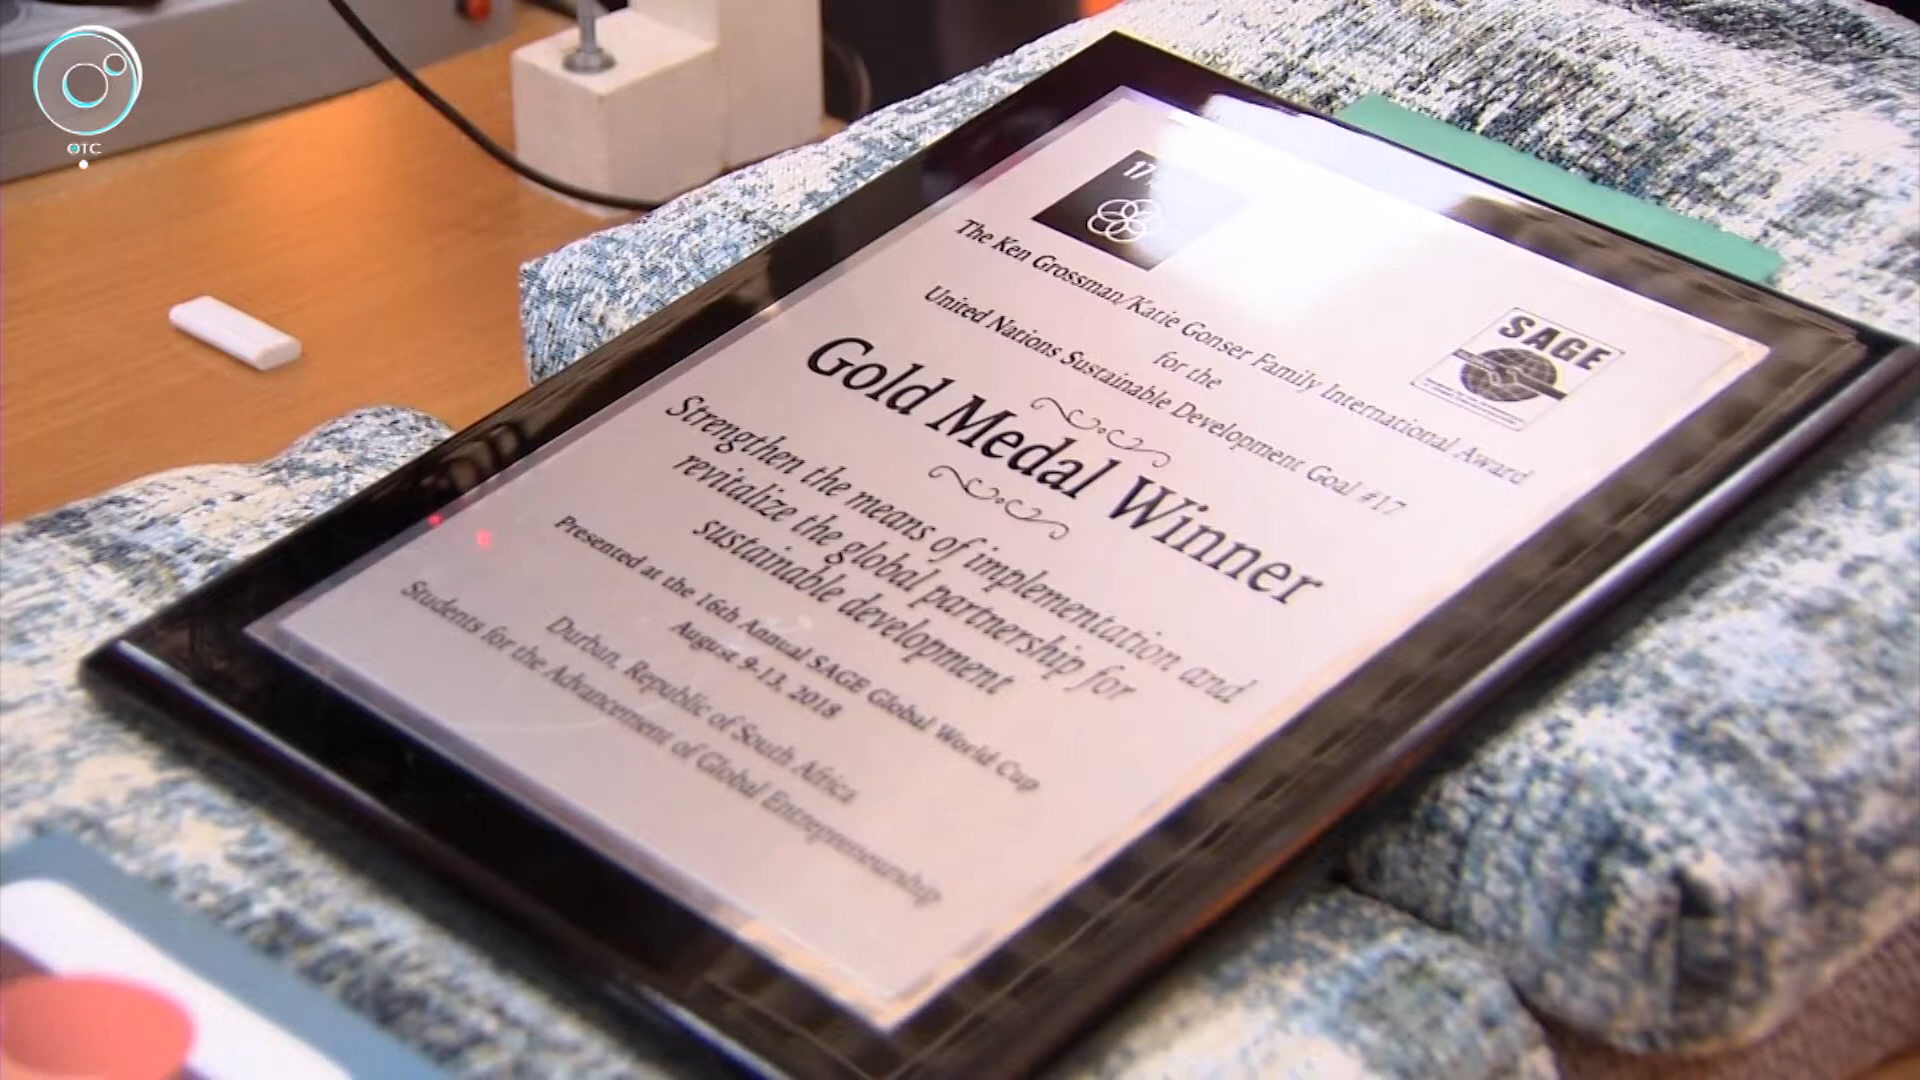 ОТС
17
SAGE
The Ken Grossman/Katie Gonser Family International Award
for the
United Nations Sustainable Development Goal #17
Gold Medal Winner
Strengthen the means of implementation and
revitalize the global partnership for
sustainable development
Presented at the 16th Annual SAGE Global World Cup
August 9-13, 2018
Durban, Republic of South Africa
Students for the Advancement of Global Entrepreneurship